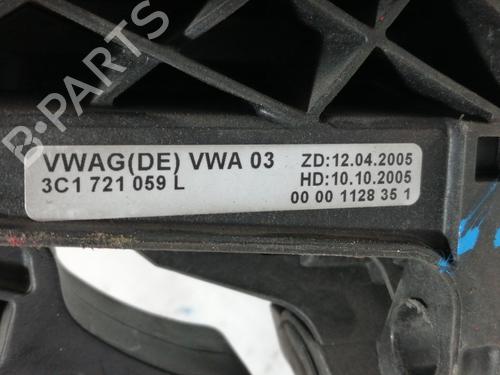 B-PARTS
VWAG(DE) VWA 03
3C1 721 059 L
ZD:12.04.2005
HD:10.10.2005
00 00 1128 35 1